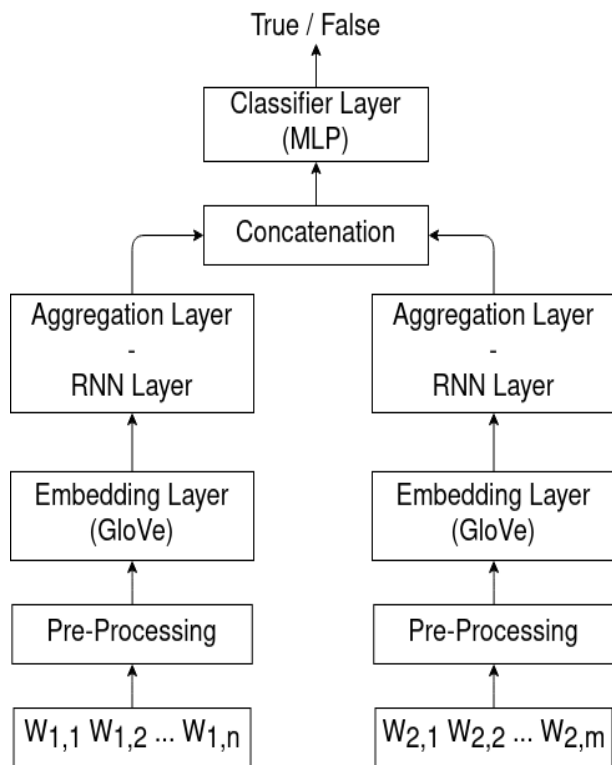 True / False
Classifier Layer
(MLP)
Concatenation
Aggregation Layer
-
RNN Layer
Aggregation Layer
-
RNN Layer
Embedding Layer
(GloVe)
Embedding Layer
(GloVe)
Pre-Processing
Pre-Processing
W1,1 W1,2 ... W1,n
W2,1 W2,2 ... W2,m